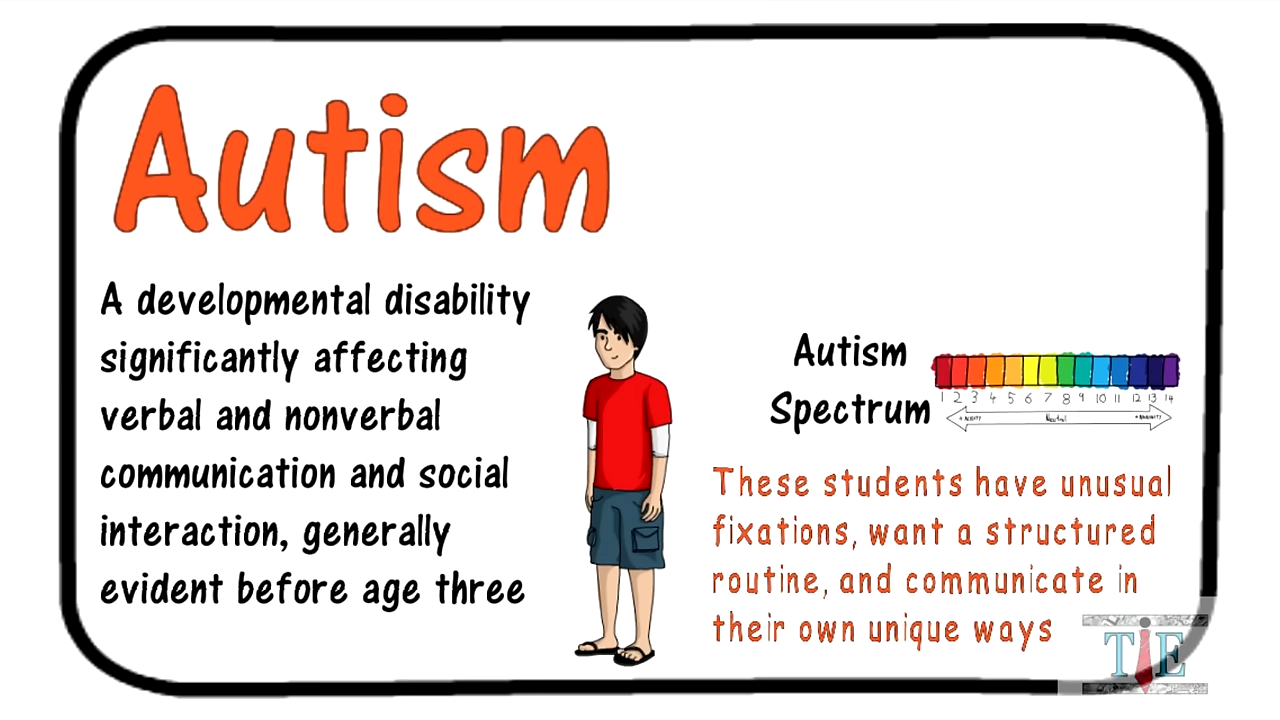 Autism
A developmental disability
significantly affecting
verbal and nonverbal
communication and social
interaction, generally
evident before age three
Autism
Spectrum
1 2 3 4 5 6 7 8 9 10 11 12 13 14
Neutral
These students have unusual
fixations, want a structured
routine, and communicate in
their own unique ways
TiE